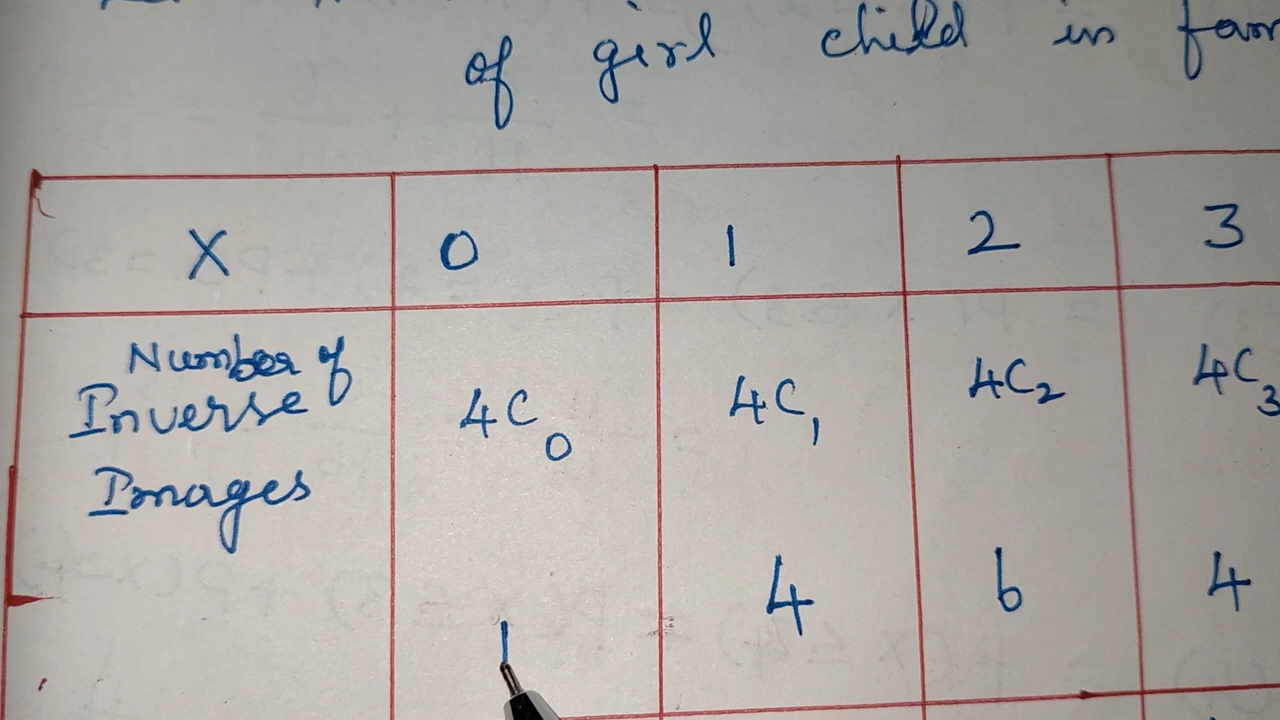 of girl child in fam
X 0 1 2 3
Number of
Inverse
Images
4C0 4C1 4C2 4C3
1 4 6 4